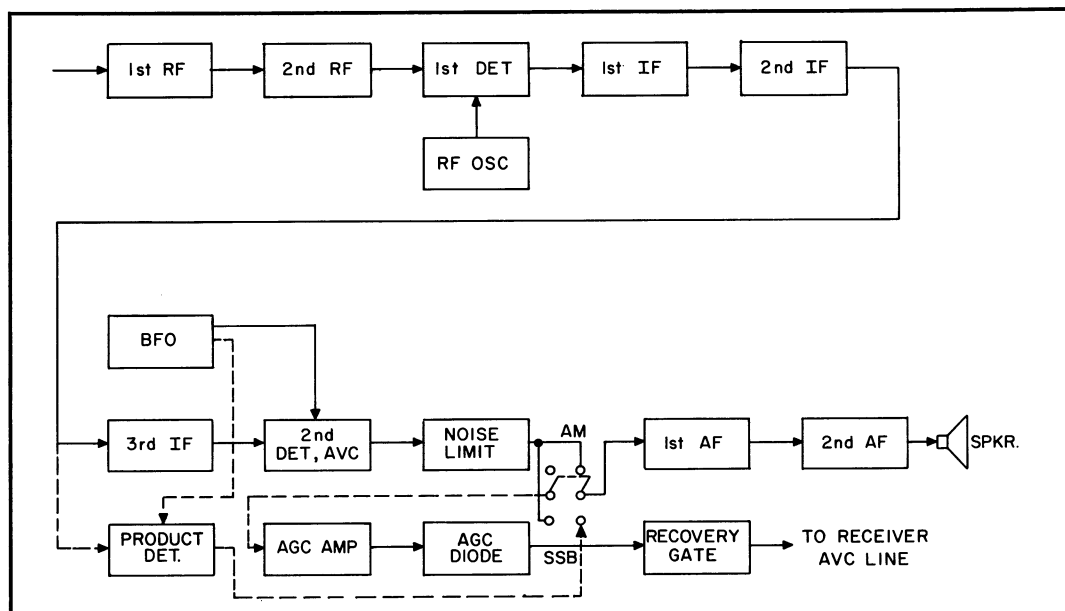 1st RF
2nd RF
1st DET
1st IF
2nd IF
RF OSC
BFO
3rd IF
2nd
DET, AVC
NOISE
LIMIT
AM
1st AF
2nd AF
SPKR.
PRODUCT
DET.
AGC AMP
AGC
DIODE
SSB
RECOVERY
GATE
TO RECEIVER
AVC LINE